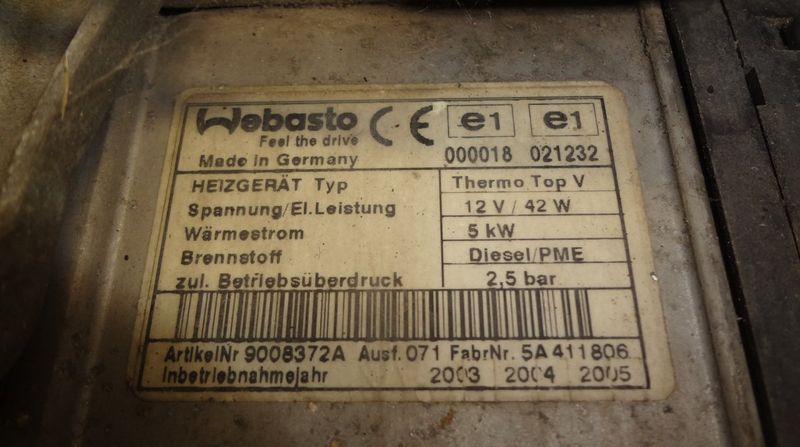 Webasto CE e1 e1
Feel the drive
Made in Germany 000018 021232
HEIZGERÄT Typ Thermo Top V
Spannung/El.Leistung 12 V / 42 W
Wärmestrom 5 kW
Brennstoff Diesel/PME
zul. Betriebsüberdruck 2,5 bar
ArtikelNr 9008372A Ausf. 071 FabrNr. 5A411806
Inbetriebnahmejahr 2003 2004 2005